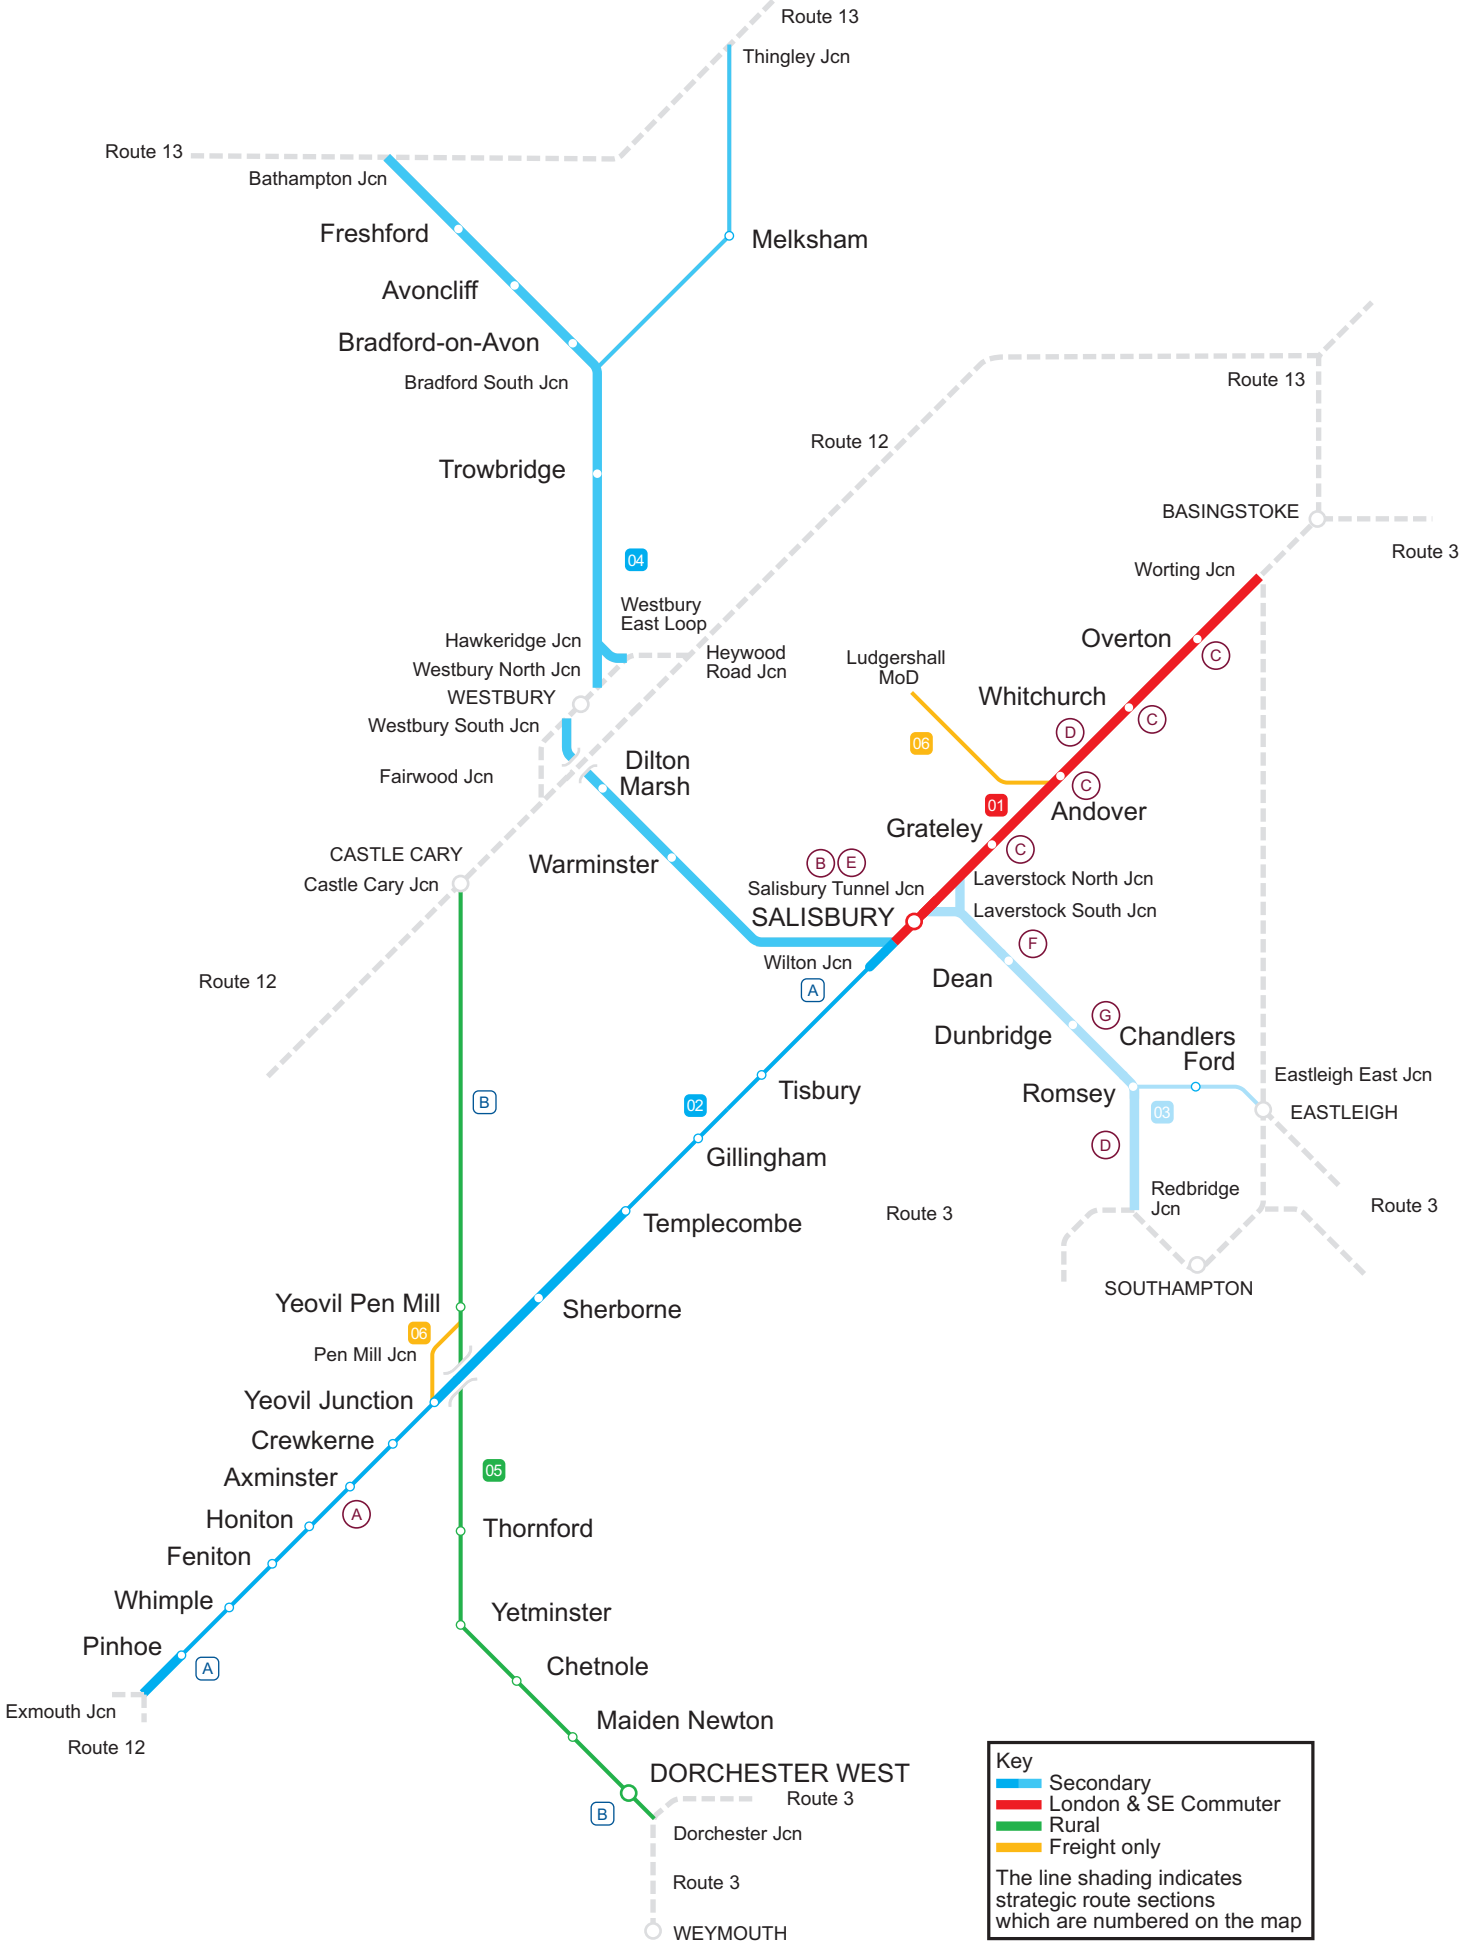 Route 13
Thingley Jcn
Route 13
Bathampton Jcn
Freshford
Melksham
Avoncliff
Bradford-on-Avon
Bradford South Jcn
Route 13
Route 12
Trowbridge
BASINGSTOKE
Route 3
04
Worting Jcn
Westbury
East Loop
Hawkeridge Jcn
Overton
Westbury North Jcn
Heywood
Road Jcn
C
Ludgershall
MoD
WESTBURY
Whitchurch
Westbury South Jcn
C
D
06
Dilton
Marsh
Fairwood Jcn
C
01
Andover
Grateley
C
CASTLE CARY
Castle Cary Jcn
Warminster
B
E
Salisbury Tunnel Jcn
Laverstock North Jcn
SALISBURY
Laverstock South Jcn
F
Wilton Jcn
Dean
Route 12
A
G
Dunbridge
Chandlers
Ford
Eastleigh East Jcn
Tisbury
Romsey
B
02
03
EASTLEIGH
D
Gillingham
Redbridge
Jcn
Route 3
Route 3
Templecombe
SOUTHAMPTON
Yeovil Pen Mill
Sherborne
06
Pen Mill Jcn
Yeovil Junction
Crewkerne
Axminster
05
A
Honiton
Thornford
Feniton
Whimple
Yetminster
Pinhoe
A
Chetnole
Exmouth Jcn
Maiden Newton
Route 12
DORCHESTER WEST
Route 3
B
Dorchester Jcn
Route 3
WEYMOUTH
Key
Secondary
London & SE Commuter
Rural
Freight only
The line shading indicates
strategic route sections
which are numbered on the map